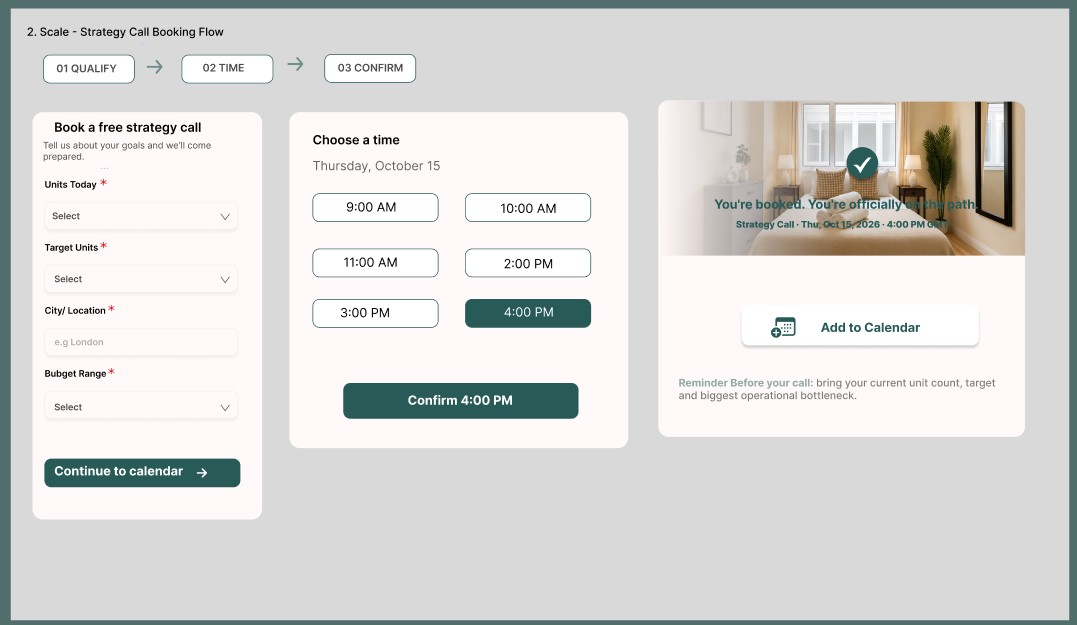 2. Scale - Strategy Call Booking Flow
01 QUALIFY
02 TIME
03 CONFIRM
Book a free strategy call
Tell us about your goals and we'll come
prepared.
Units Today *
Select
Target Units *
Select
City/ Location *
e.g London
Bubget Range *
Select
Continue to calendar
Choose a time
Thursday, October 15
9:00 AM
10:00 AM
11:00 AM
2:00 PM
3:00 PM
4:00 PM
Confirm 4:00 PM
You're booked. You're officially on the path.
Strategy Call · Thu, Oct 15, 2026 · 4:00 PM GMT
Add to Calendar
Reminder Before your call: bring your current unit count, target
and biggest operational bottleneck.